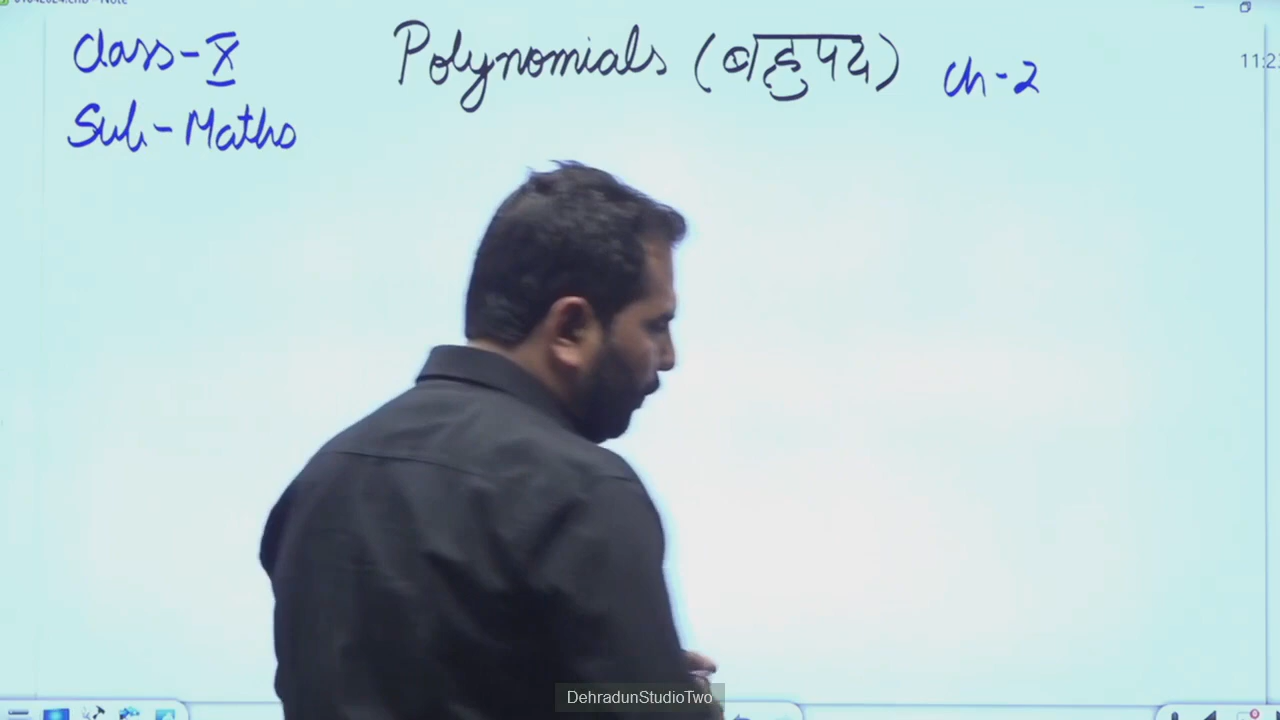 Class-X Polynomials (बहुपद) Ch-2
Sub-Maths
DehradunStudioTwo